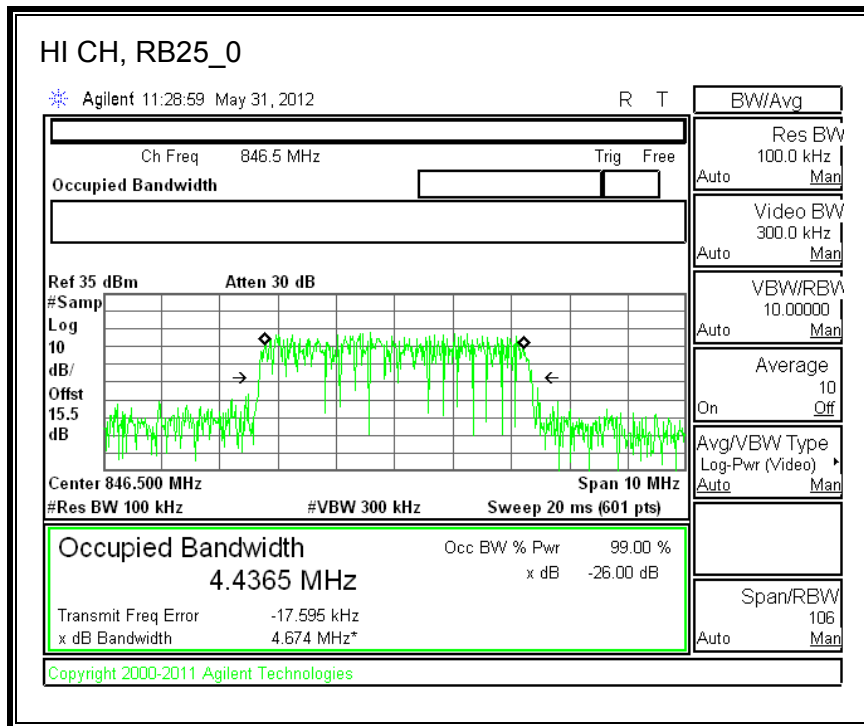 HI CH, RB25_0
Agilent 11:28:59 May 31, 2012 R T
Ch Freq 846.5 MHz Trig Free
Occupied Bandwidth
Ref 35 dBm Atten 30 dB
#Samp
Log
10
dB/
Offst
15.5
dB
Center 846.500 MHz Span 10 MHz
#Res BW 100 kHz #VBW 300 kHz Sweep 20 ms (601 pts)
Occupied Bandwidth
4.4365 MHz
Occ BW % Pwr 99.00 %
x dB -26.00 dB
Transmit Freq Error -17.595 kHz
x dB Bandwidth 4.674 MHz*
Copyright 2000-2011 Agilent Technologies
BW/Avg
Res BW
100.0 kHz
Auto Man
Video BW
300.0 kHz
Auto Man
VBW/RBW
10.00000
Auto Man
Average
10
On Off
Avg/VBW Type
Log-Pwr (Video)
Auto Man
Span/RBW
106
Auto Man